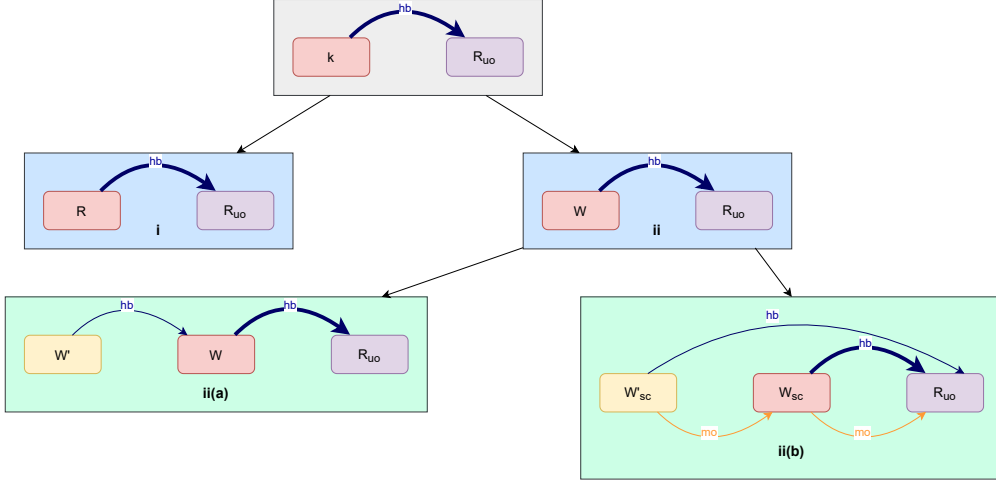 hb
k R_uo
hb
R R_uo
i
hb
W R_uo
ii
hb hb
W' W R_uo
ii(a)
hb
hb
W'_sc W_sc R_uo
mo mo
ii(b)